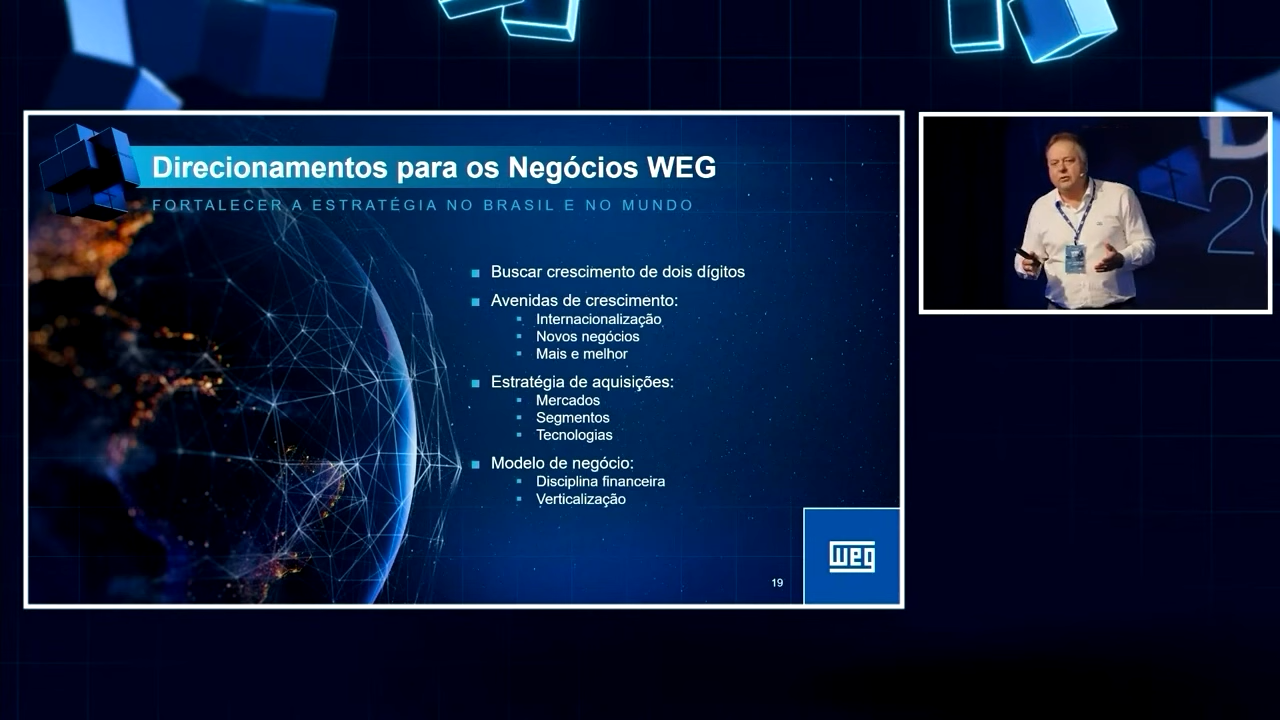 Direcionamentos para os Negócios WEG
FORTALECER A ESTRATÉGIA NO BRASIL E NO MUNDO
Buscar crescimento de dois dígitos
Avenidas de crescimento:
Internacionalização
Novos negócios
Mais e melhor
Estratégia de aquisições:
Mercados
Segmentos
Tecnologias
Modelo de negócio:
Disciplina financeira
Verticalização
19
weg
D
20